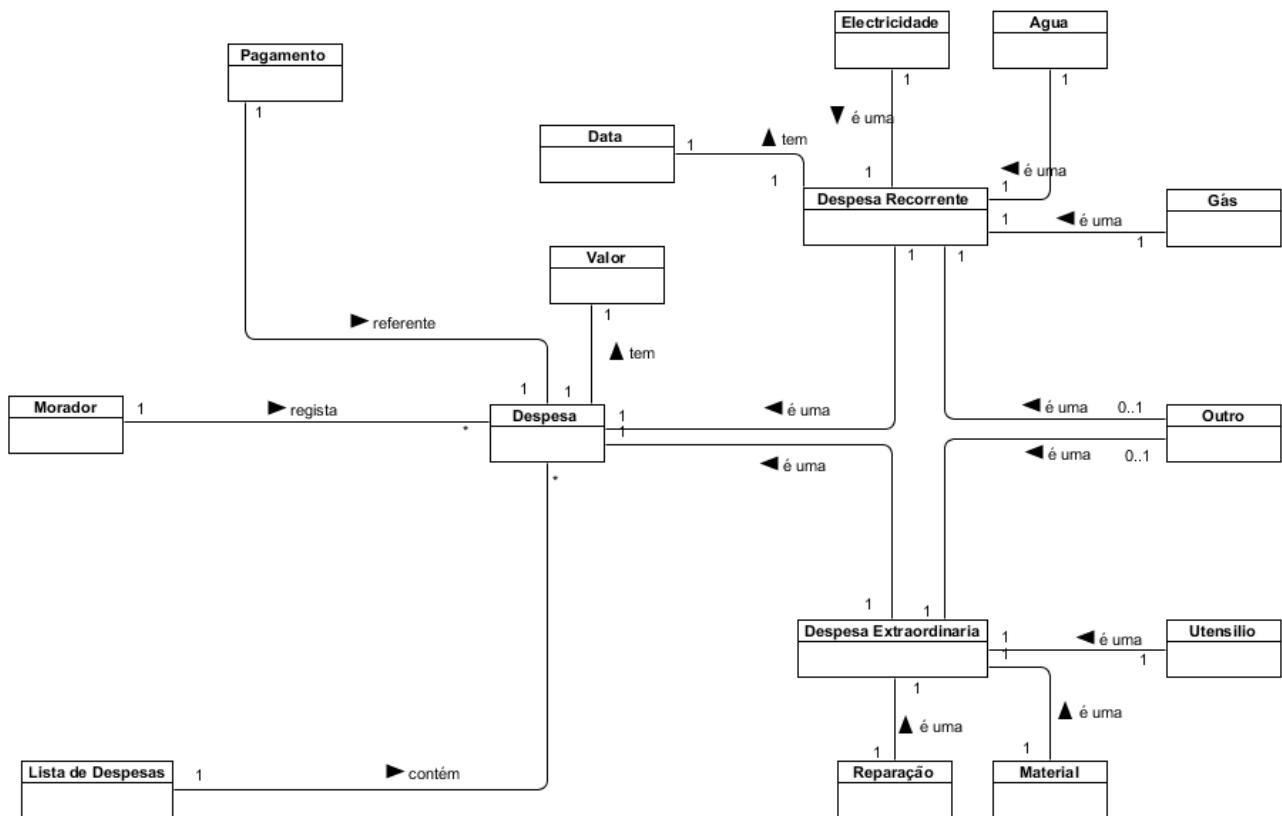 Electricidade
Agua
Pagamento
1
1
1
é uma
Data
1
tem
1
1
é uma
1
Despesa Recorrente
Gás
1
é uma
1
Valor
1
1
1
referente
tem
1
1
Morador
1
regista
*
Despesa
1
1
é uma
é uma
é uma
0..1
Outro
é uma
0..1
*
1
1
Despesa Extraordinaria
1
1
é uma
1
Utensilio
1
é uma
é uma
1
1
Lista de Despesas
1
contém
Reparação
Material